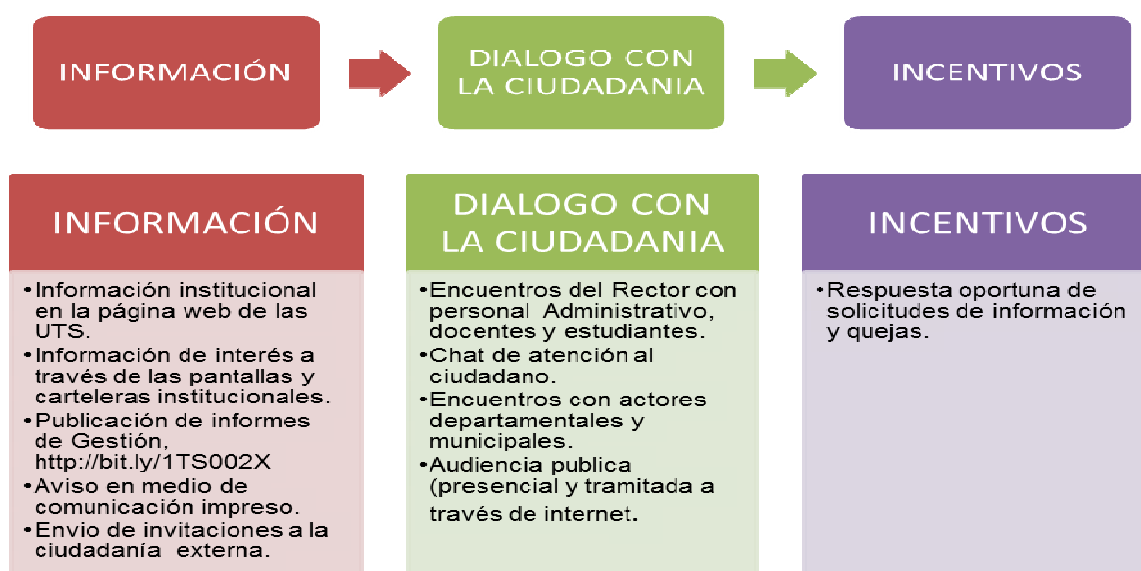 INFORMACIÓN
DIALOGO CON
LA CIUDADANIA
INCENTIVOS
INFORMACIÓN
•Información institucional
en la página web de las
UTS.
•Información de interés a
través de las pantallas y
carteleras institucionales.
•Publicación de informes
de Gestión,
http://bit.ly/1TS002X
•Aviso en medio de
comunicación impreso.
•Envio de invitaciones a la
ciudadanía externa.
DIALOGO CON
LA CIUDADANIA
•Encuentros del Rector con
personal Administrativo,
docentes y estudiantes.
•Chat de atención al
ciudadano.
•Encuentros con actores
departamentales y
municipales.
•Audiencia publica
(presencial y tramitada a
través de internet.
INCENTIVOS
•Respuesta oportuna de
solicitudes de información
y quejas.